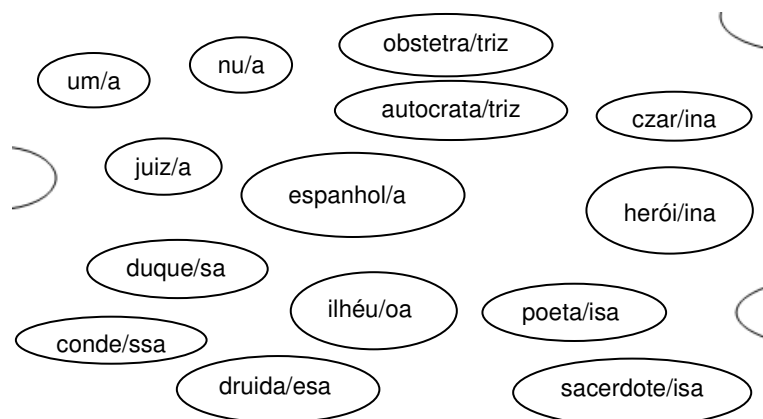 obstetra/triz
nu/a
um/a
autocrata/triz
czar/ina
juiz/a
espanhol/a
herói/ina
duque/sa
ilhéu/oa
poeta/isa
conde/ssa
druida/esa
sacerdote/isa